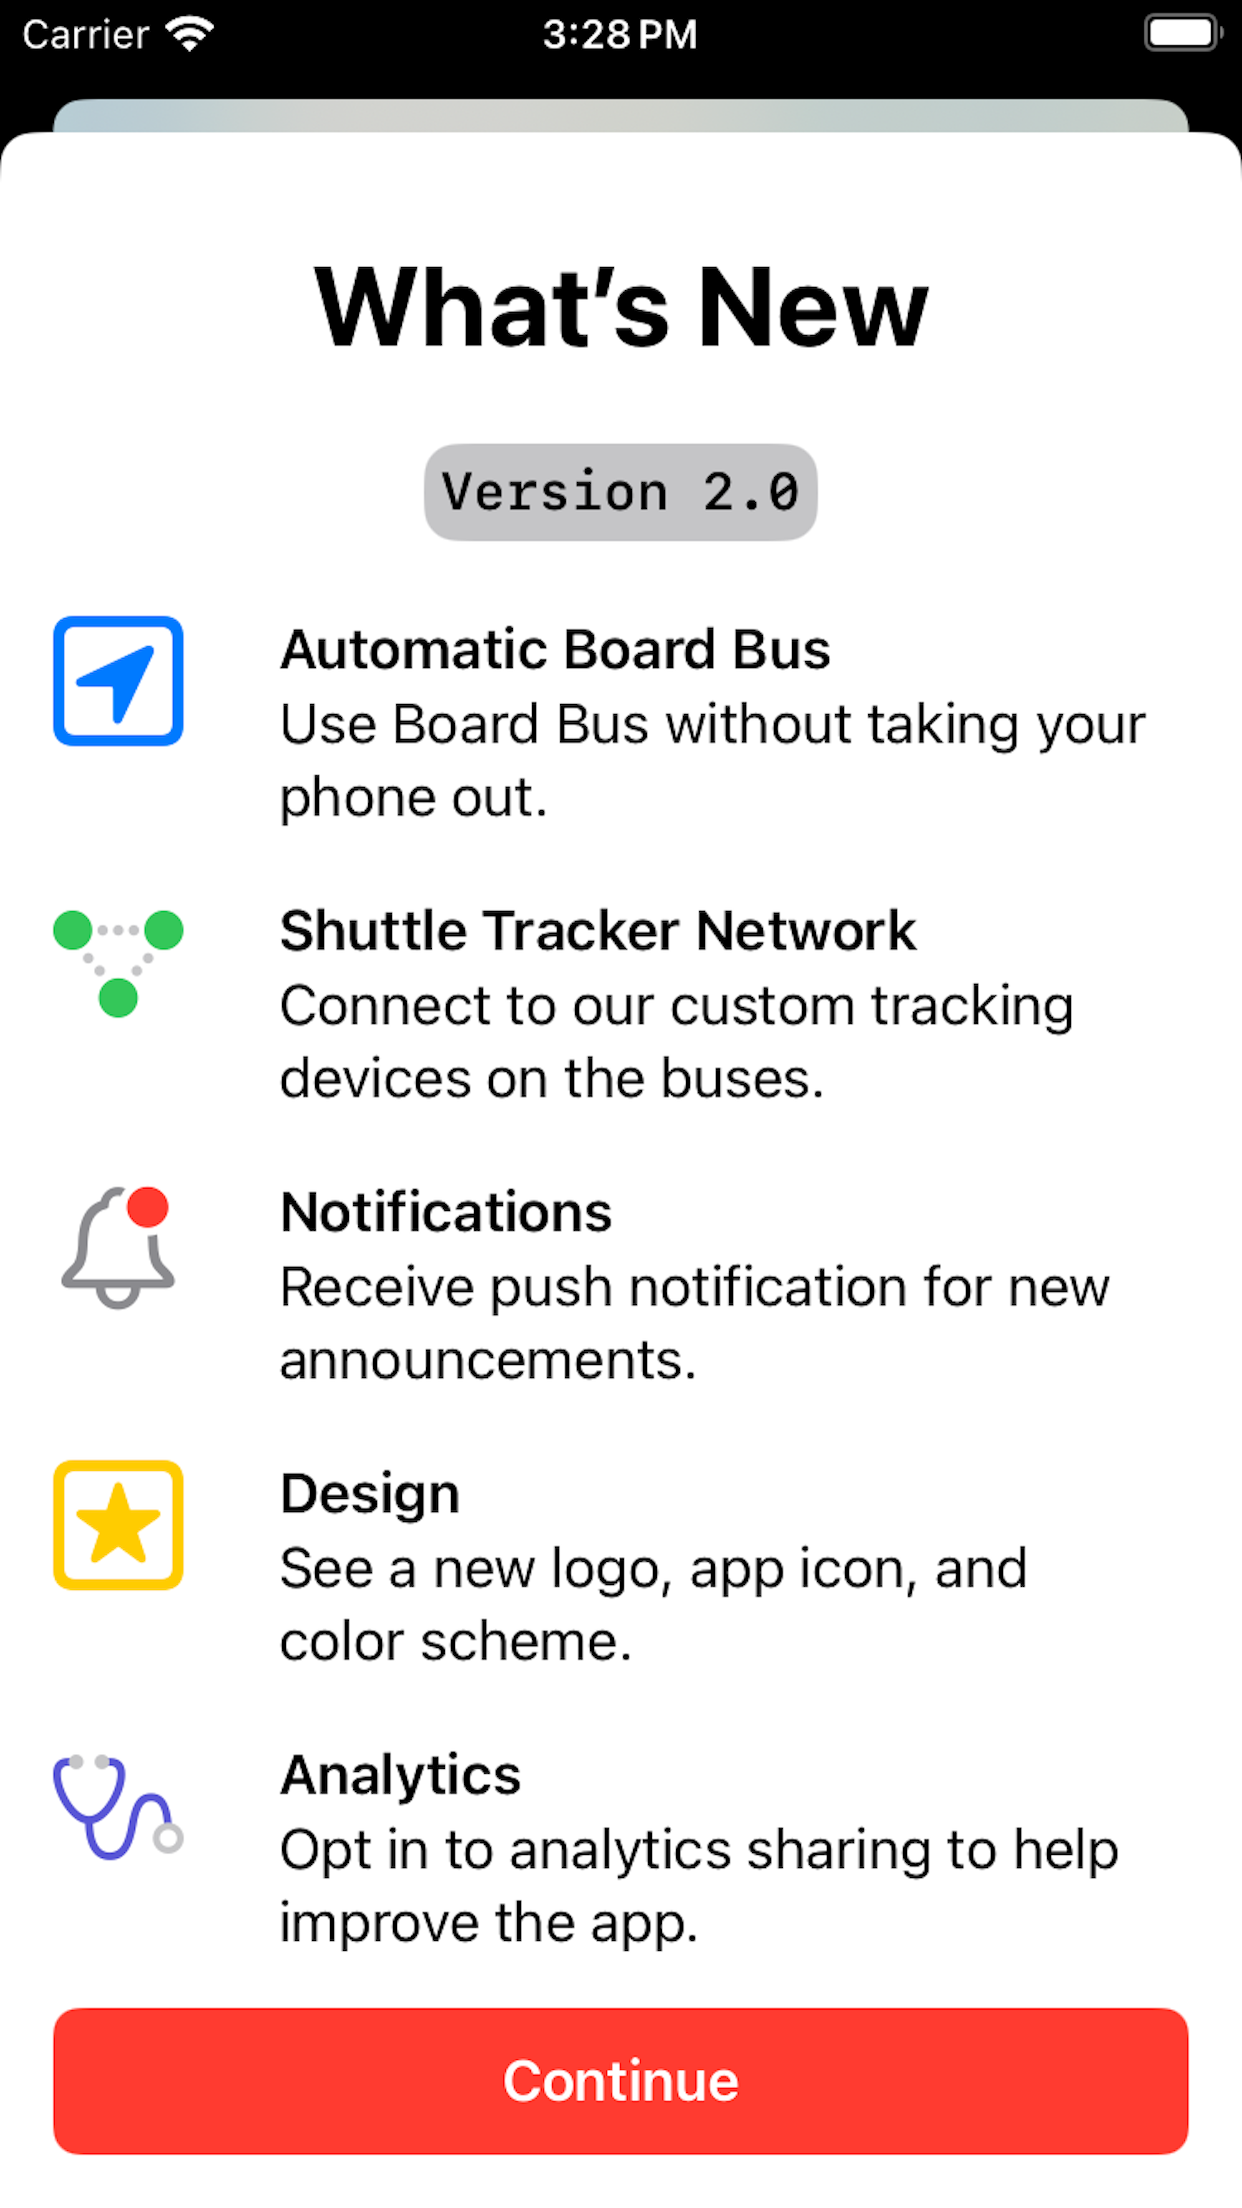 Carrier 3:28 PM
What’s New
Version 2.0
Automatic Board Bus
Use Board Bus without taking your
phone out.
Shuttle Tracker Network
Connect to our custom tracking
devices on the buses.
Notifications
Receive push notification for new
announcements.
Design
See a new logo, app icon, and
color scheme.
Analytics
Opt in to analytics sharing to help
improve the app.
Continue